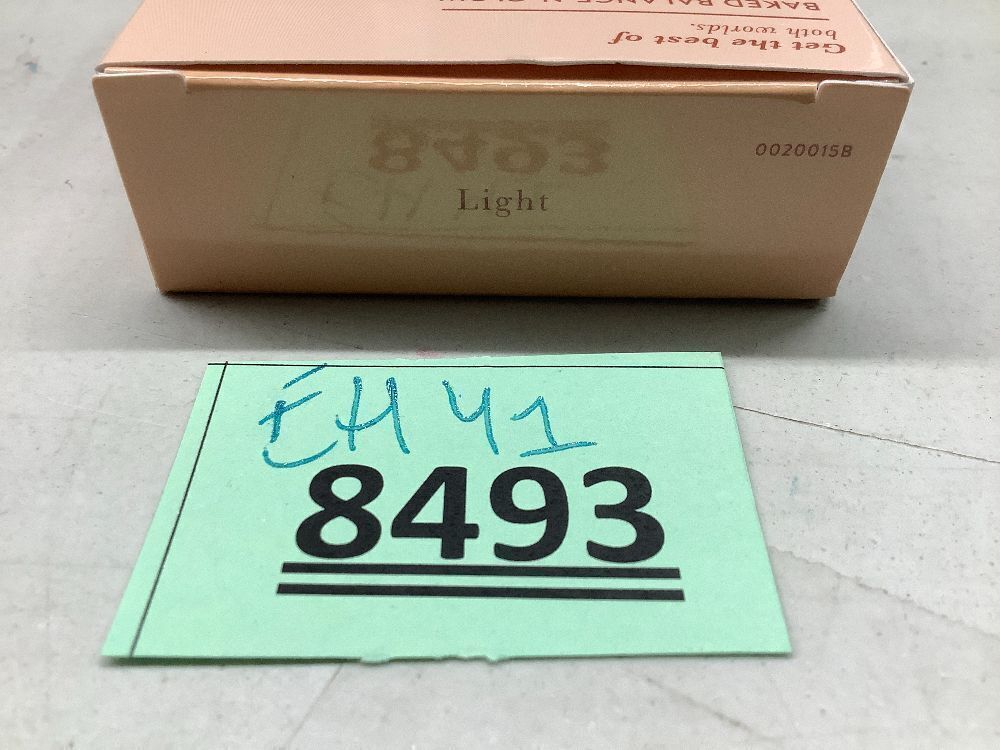 Get the best of
both worlds.
0020015B
Light
EH 41
8493